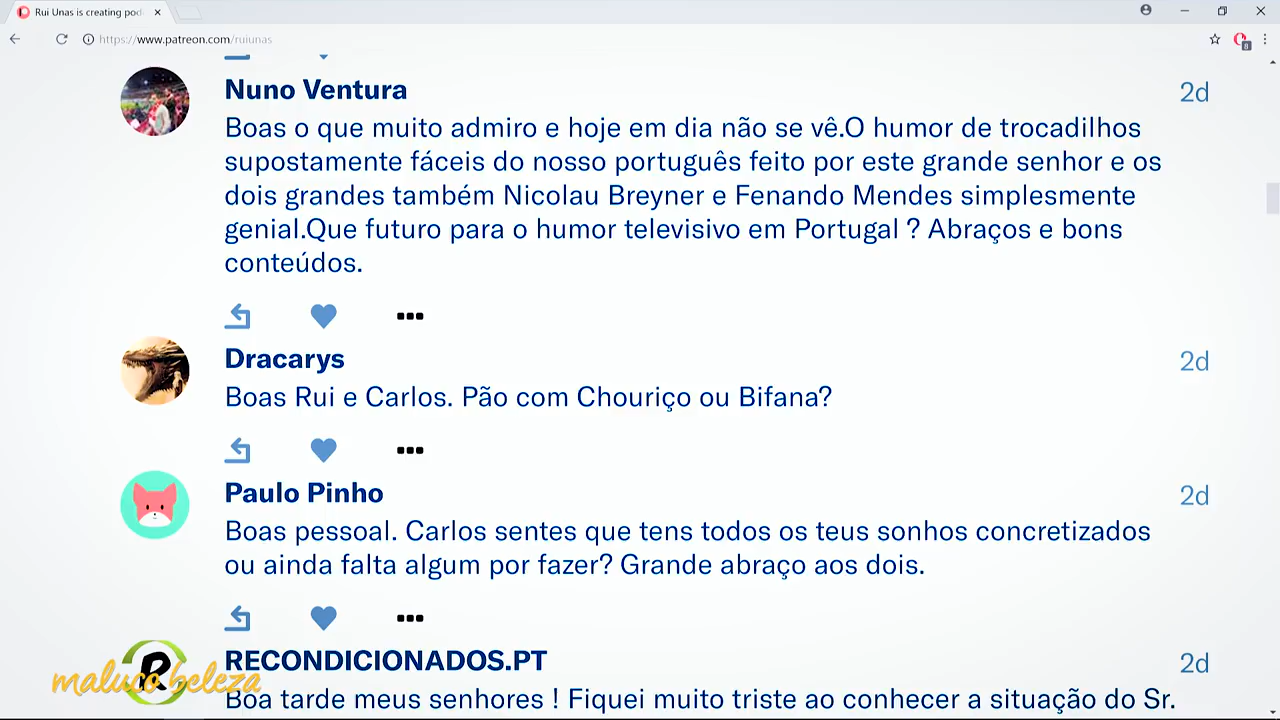 Rui Unas is creating pod
https://www.patreon.com/ruiunas
8
Nuno Ventura
2d
Boas o que muito admiro e hoje em dia não se vê.O humor de trocadilhos
supostamente fáceis do nosso português feito por este grande senhor e os
dois grandes também Nicolau Breyner e Fenando Mendes simplesmente
genial.Que futuro para o humor televisivo em Portugal ? Abraços e bons
conteúdos.
Dracarys
2d
Boas Rui e Carlos. Pão com Chouriço ou Bifana?
Paulo Pinho
2d
Boas pessoal. Carlos sentes que tens todos os teus sonhos concretizados
ou ainda falta algum por fazer? Grande abraço aos dois.
R
maluco beleza
RECONDICIONADOS.PT
2d
Boa tarde meus senhores ! Fiquei muito triste ao conhecer a situação do Sr.